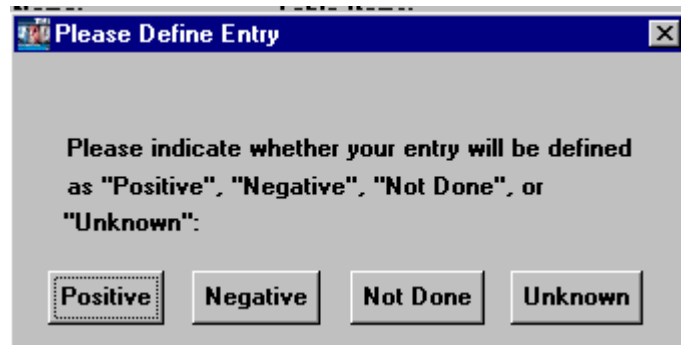 Please Define Entry
Please indicate whether your entry will be defined
as "Positive", "Negative", "Not Done", or
"Unknown":
Positive Negative Not Done Unknown